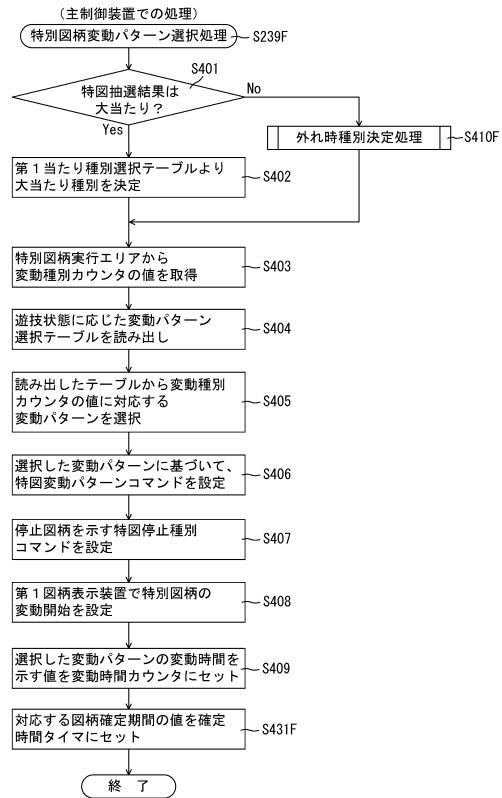 (主制御装置での処理)
特別図柄変動パターン選択処理
S239F
S401
特図抽選結果は
大当たり?
No
Yes
外れ時種別決定処理
S410F
第1当たり種別選択テーブルより
大当たり種別を決定
S402
特別図柄実行エリアから
変動種別カウンタの値を取得
S403
遊技状態に応じた変動パターン
選択テーブルを読み出し
S404
読み出したテーブルから変動種別
カウンタの値に対応する
変動パターンを選択
S405
選択した変動パターンに基づいて、
特図変動パターンコマンドを設定
S406
停止図柄を示す特図停止種別
コマンドを設定
S407
第1図柄表示装置で特別図柄の
変動開始を設定
S408
選択した変動パターンの変動時間を
示す値を変動時間カウンタにセット
S409
対応する図柄確定期間の値を確定
時間タイマにセット
S431F
終 了